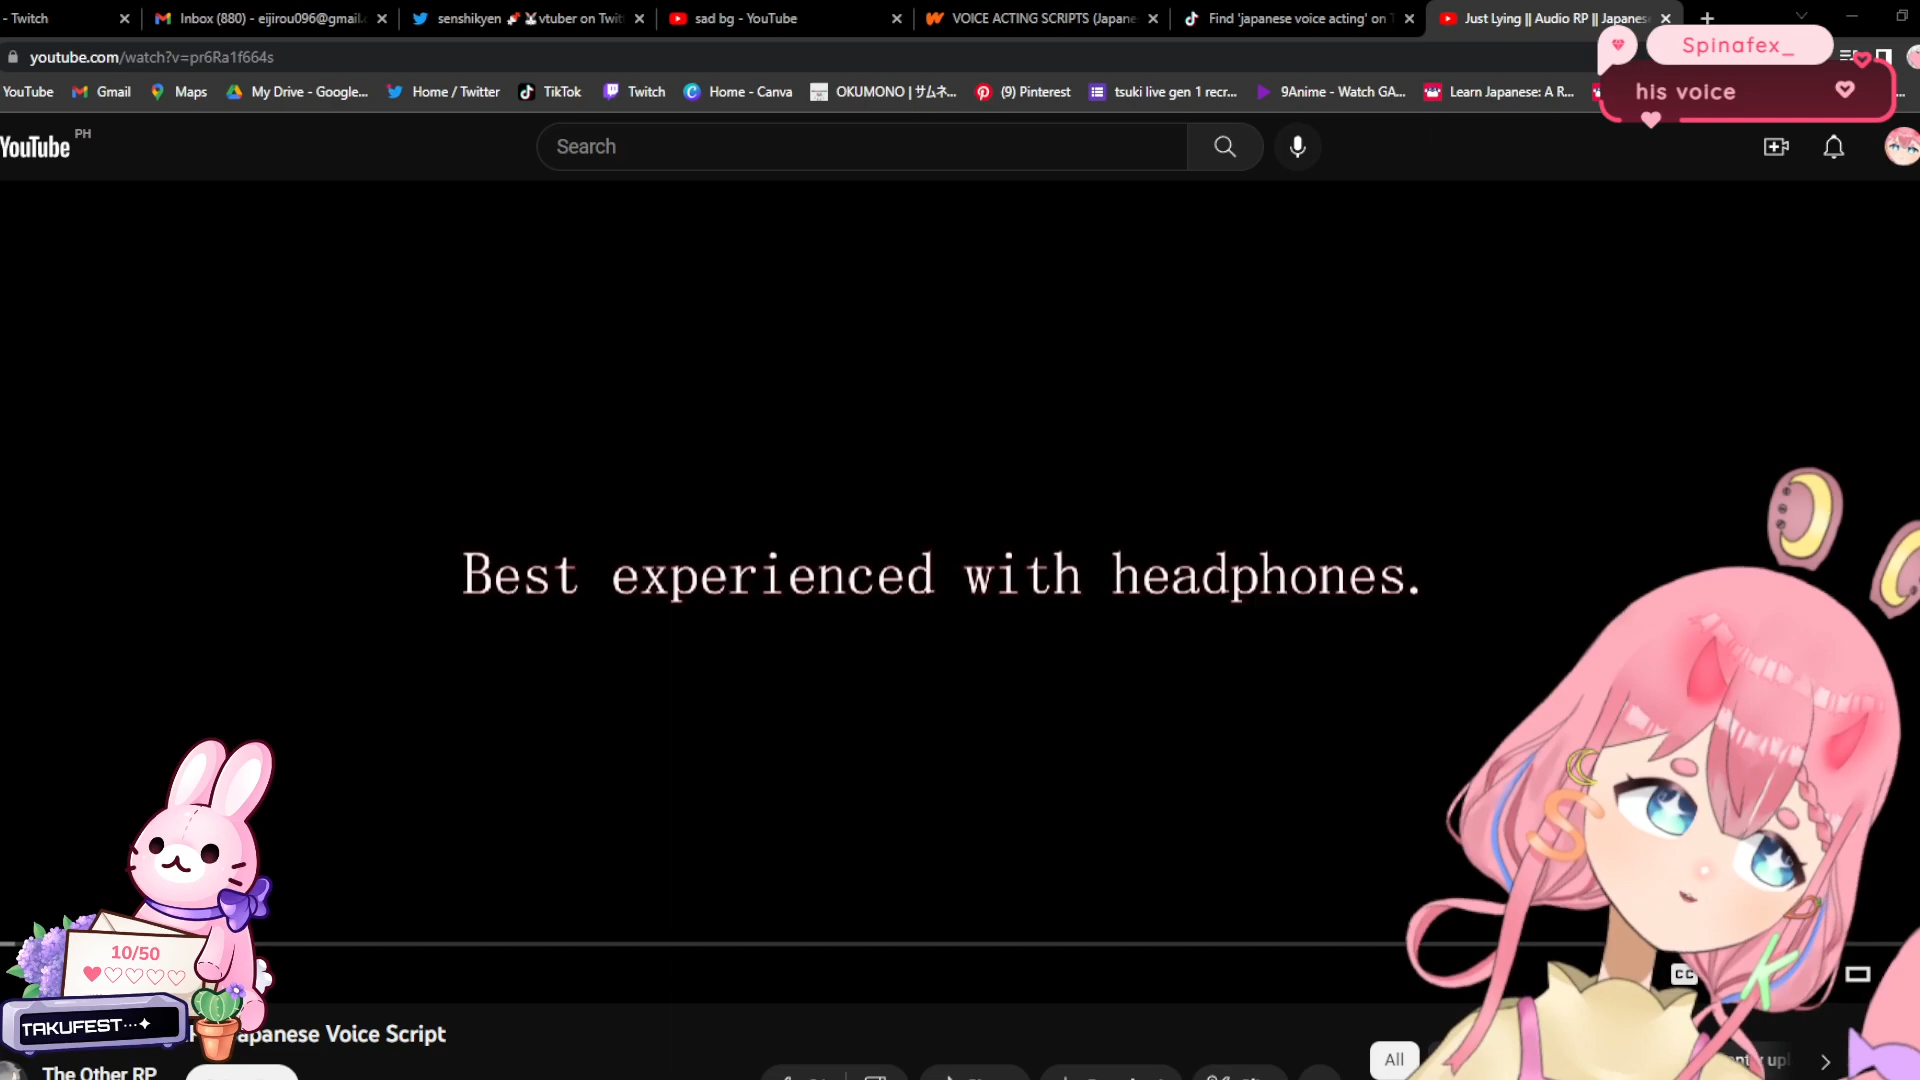 - Twitch
Inbox (880) - eijirou096@gmail.
senshikyen 🚀🐰vtuber on Twit
sad bg - YouTube
VOICE ACTING SCRIPTS (Japane
Find 'japanese voice acting' on T
Just Lying || Audio RP || Japanes
youtube.com/watch?v=pr6Ra1f664s
Spinafex_
his voice
YouTube
Gmail
Maps
My Drive - Google...
Home / Twitter
TikTok
Twitch
Home - Canva
OKUMONO | サムネ...
(9) Pinterest
tsuki live gen 1 recr...
9Anime - Watch GA...
Learn Japanese: A R...
YouTube PH
Search
Best experienced with headphones.
10/50
TAKUFEST···✦
S
K
CC
apanese Voice Script
The Other RP
All